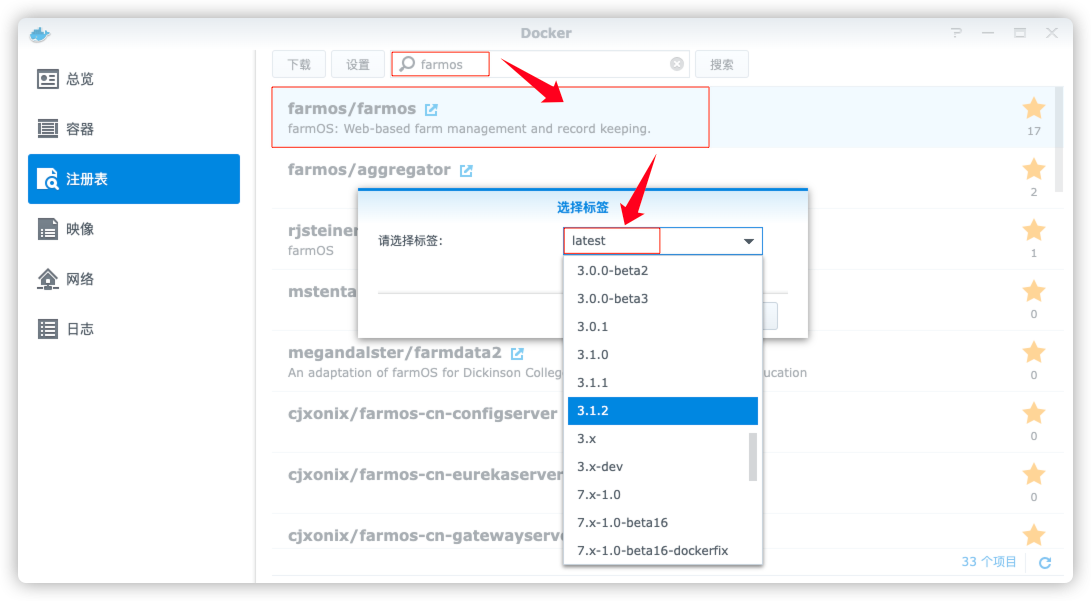 Docker
总览
容器
注册表
映像
网络
日志
下载
设置
farmos
搜索
farmos/farmos
farmOS: Web-based farm management and record keeping.
17
farmos/aggregator
2
rjsteiner
farmOS
1
mstenta
0
megandalster/farmdata2
An adaptation of farmOS for Dickinson Colleg
ucation
0
cjxonix/farmos-cn-configserver
0
cjxonix/farmos-cn-eurekaserver
0
cjxonix/farmos-cn-gatewayserve
选择标签
请选择标签:
latest
3.0.0-beta2
3.0.0-beta3
3.0.1
3.1.0
3.1.1
3.1.2
3.x
3.x-dev
7.x-1.0
7.x-1.0-beta16
7.x-1.0-beta16-dockerfix
33 个项目